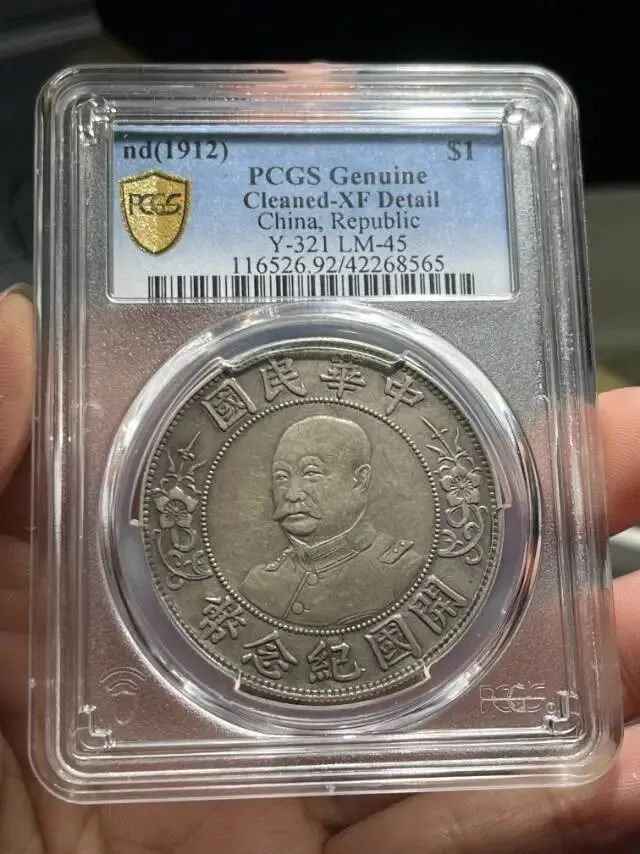 nd(1912) $1
PCGS Genuine
PCGS
Cleaned-XF Detail
China, Republic
Y-321 LM-45
116526.92/42268565
國民華中
幣念紀國開
PCGS